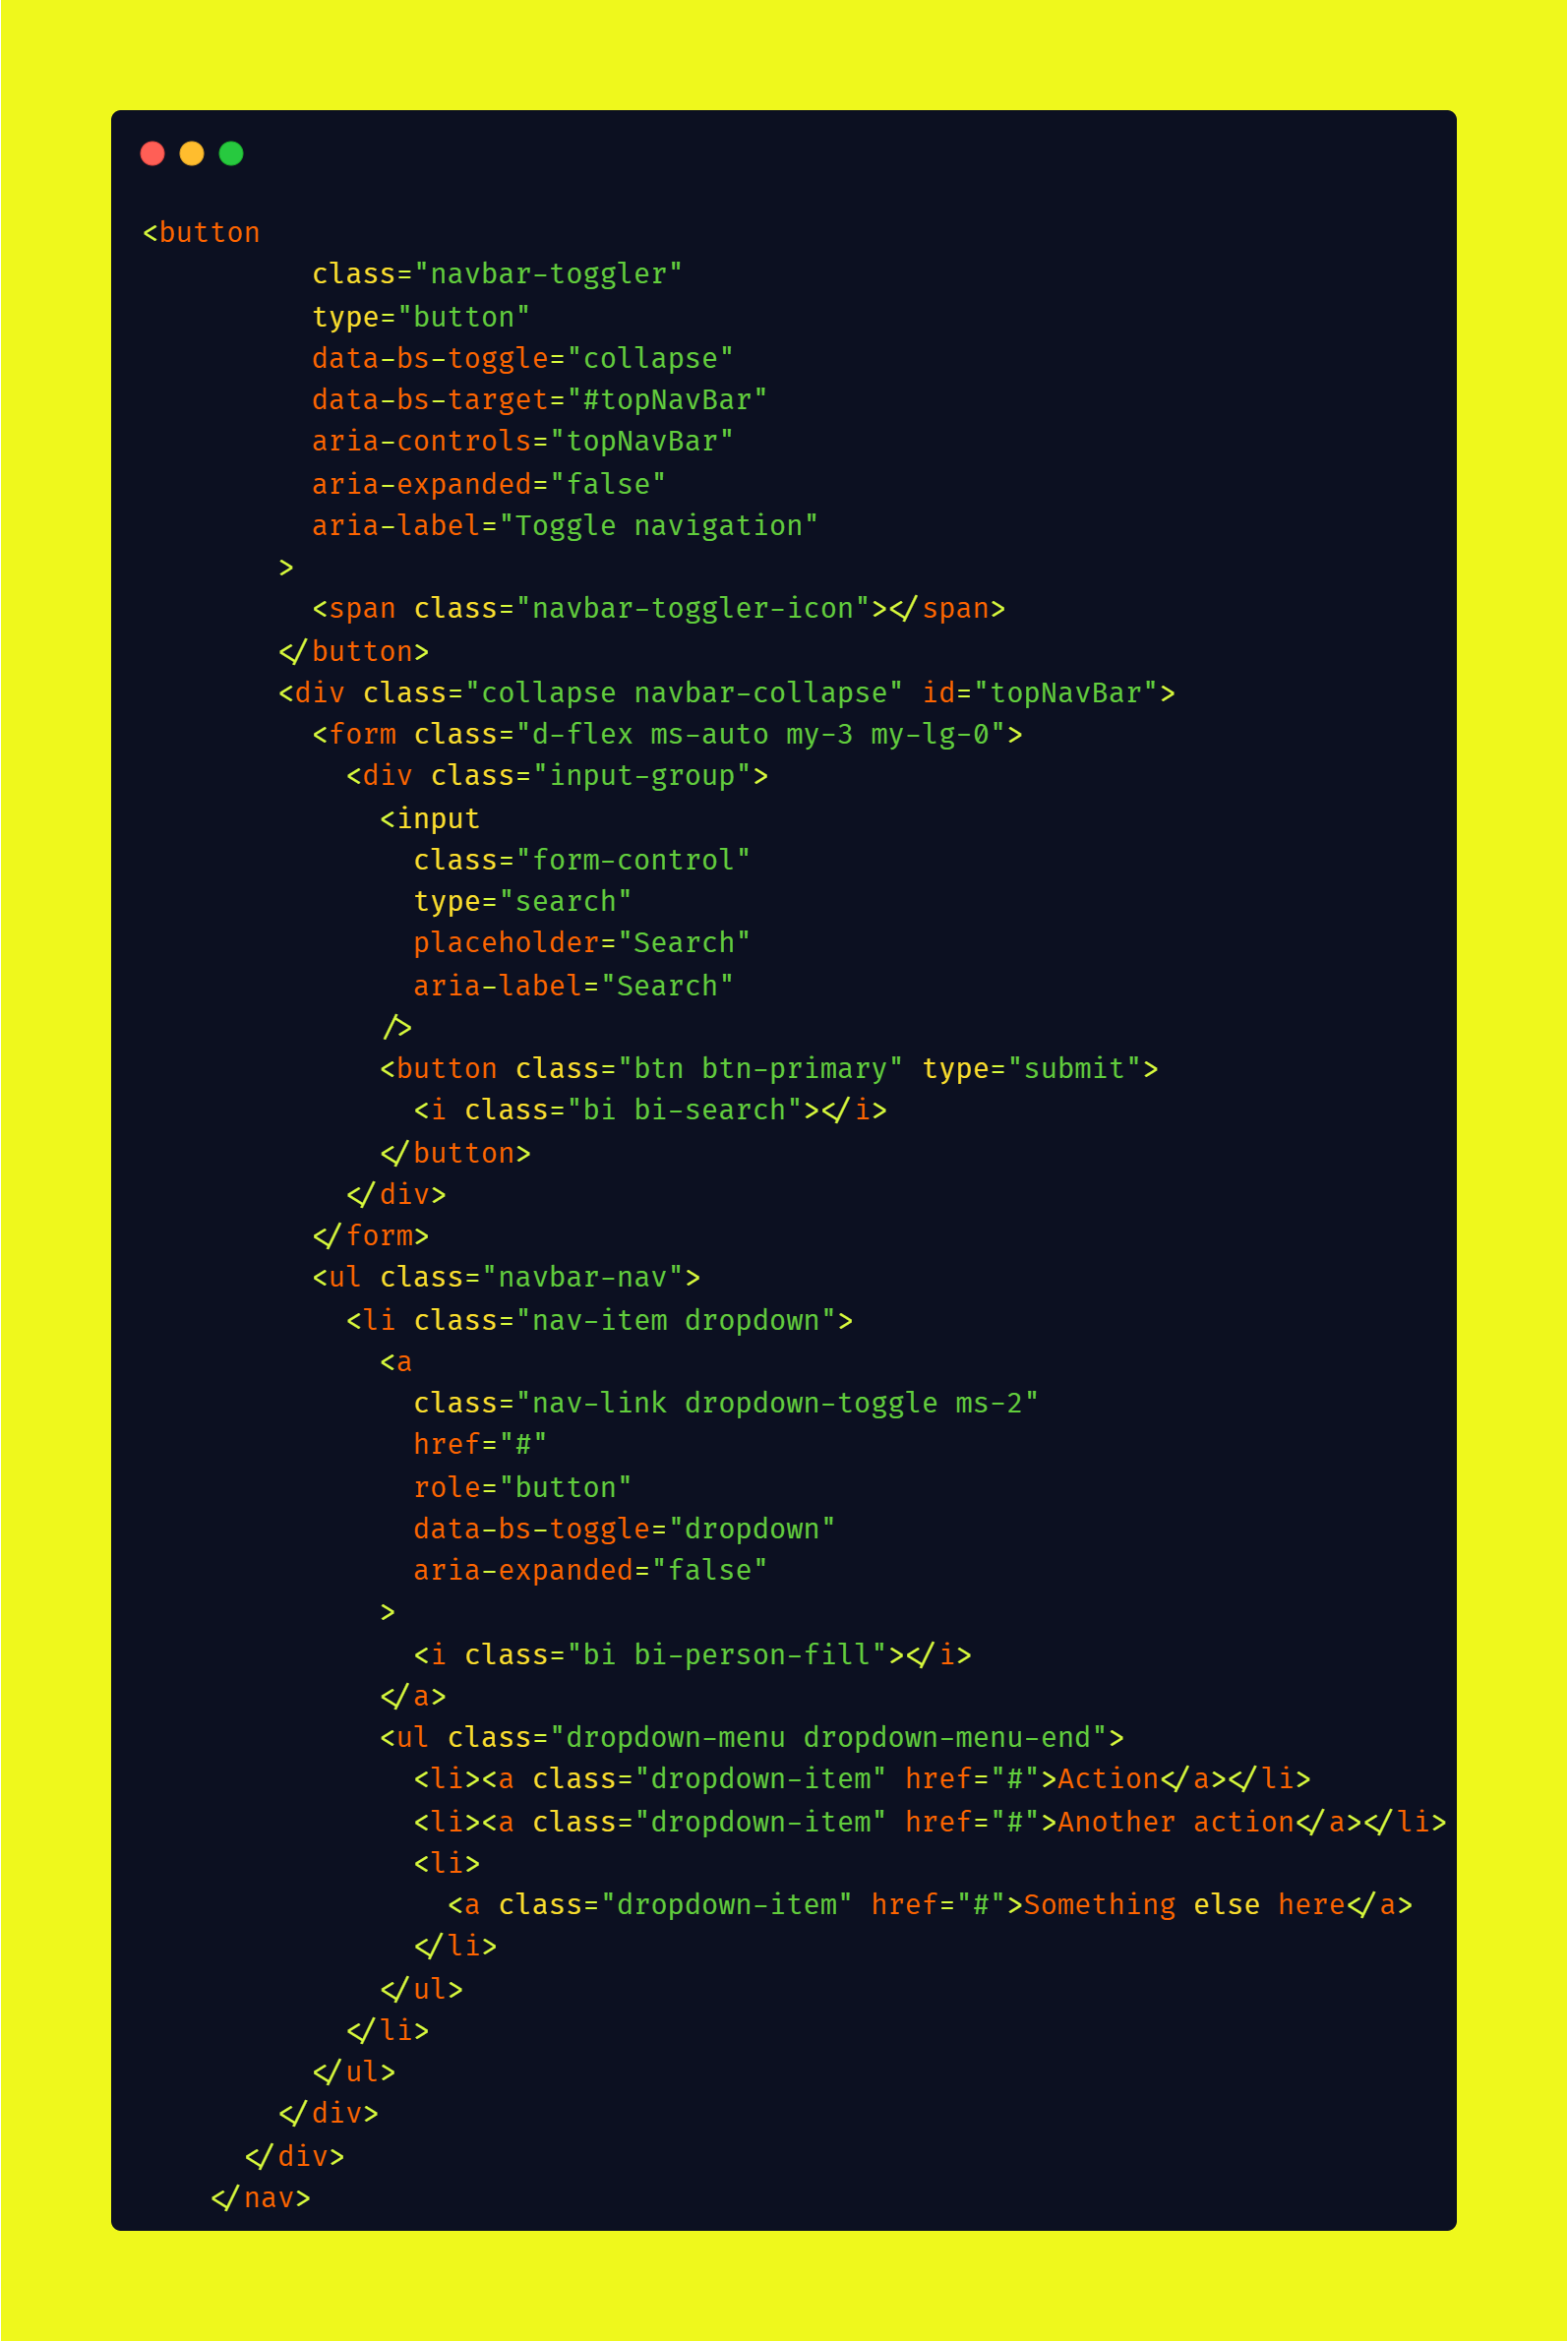 <button
class="navbar-toggler"
type="button"
data-bs-toggle="collapse"
data-bs-target="#topNavBar"
aria-controls="topNavBar"
aria-expanded="false"
aria-label="Toggle navigation"
>
<span class="navbar-toggler-icon"></span>
</button>
<div class="collapse navbar-collapse" id="topNavBar">
<form class="d-flex ms-auto my-3 my-lg-0">
<div class="input-group">
<input
class="form-control"
type="search"
placeholder="Search"
aria-label="Search"
/>
<button class="btn btn-primary" type="submit">
<i class="bi bi-search"></i>
</button>
</div>
</form>
<ul class="navbar-nav">
<li class="nav-item dropdown">
<a
class="nav-link dropdown-toggle ms-2"
href="#"
role="button"
data-bs-toggle="dropdown"
aria-expanded="false"
>
<i class="bi bi-person-fill"></i>
</a>
<ul class="dropdown-menu dropdown-menu-end">
<li><a class="dropdown-item" href="#">Action</a></li>
<li><a class="dropdown-item" href="#">Another action</a></li>
<li>
<a class="dropdown-item" href="#">Something else here</a>
</li>
</ul>
</li>
</ul>
</div>
</div>
</nav>